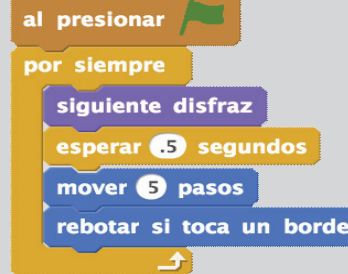 al presionar
por siempre
siguiente disfraz
esperar .5 segundos
mover 5 pasos
rebotar si toca un borde